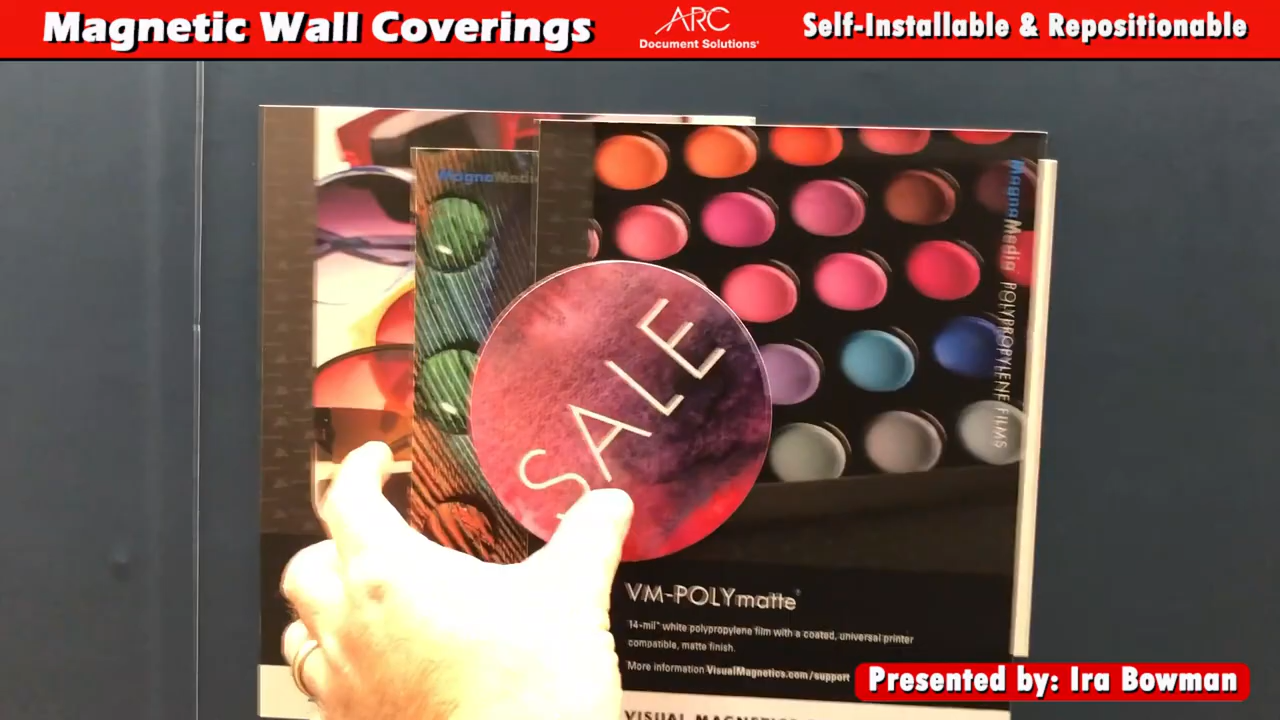 Magnetic Wall Coverings
ARC
Document Solutions
Self-Installable & Repositionable
MagnaMedia
MagnaMedia POLYPROPYLENE FILMS
SALE
VM-POLYmatte®
14-mil* white polypropylene film with a coated, universal printer
compatible, matte finish.
More information VisualMagnetics.com/support
Presented by: Ira Bowman
VISUAL MAGNETICS